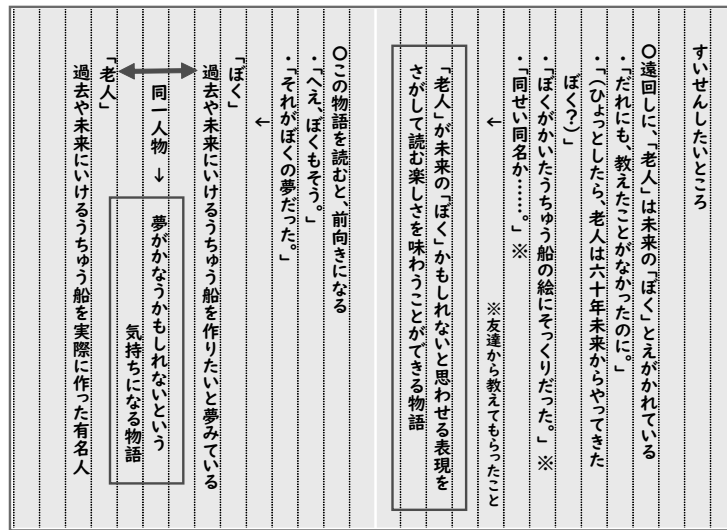 すいせんしたいところ
〇遠回しに、「老人」は未来の「ぼく」とえがかれている
・「だれにも、教えたことがなかったのに。」
・「(ひょっとしたら、老人は六十年未来からやってきた
ぼく?)」
・「ぼくがかいたうちゅう船の絵にそっくりだった。」※
・「同せい同名か……。」※
↓
※友達から教えてもらったこと
「老人」が未来の「ぼく」かもしれないと思わせる表現を
さがして読む楽しさを味わうことができる物語
〇この物語を読むと、前向きになる
・「へえ、ぼくもそう。」
・「それがぼくの夢だった。」
↓
「ぼく」
過去や未来にいけるうちゅう船を作りたいと夢みている
同一人物 →
夢がかなうかもしれないという
気持ちになる物語
「老人」
過去や未来にいけるうちゅう船を実際に作った有名人